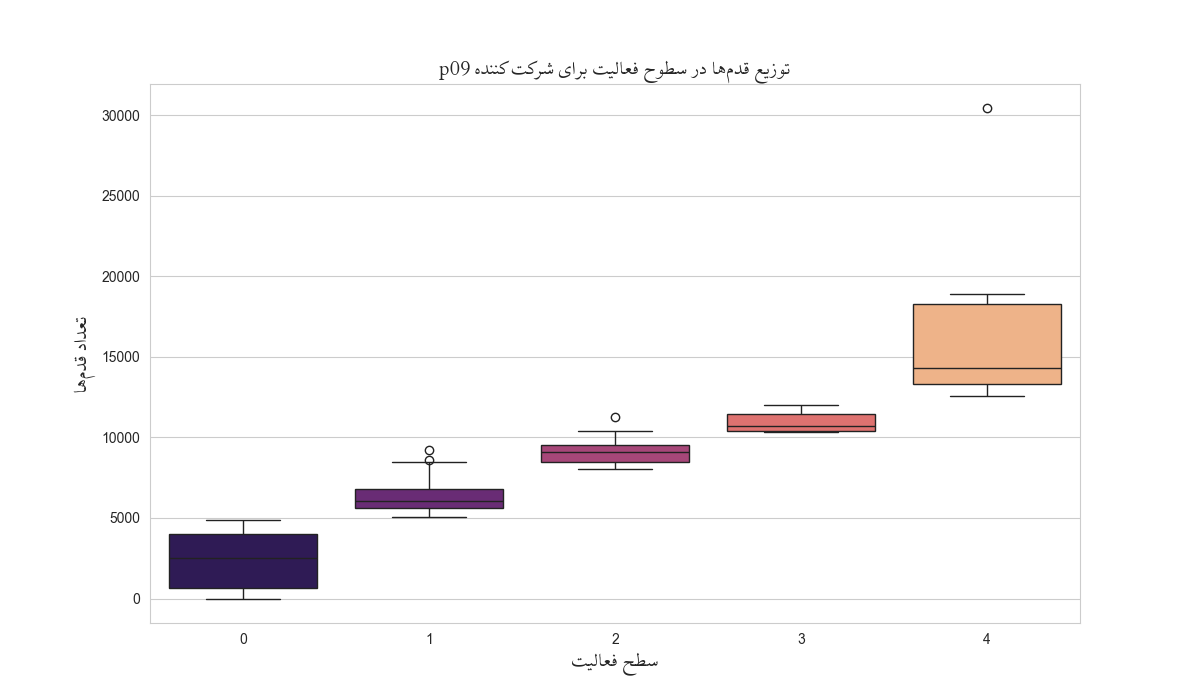 توزیع قدم‌ها در سطوح فعالیت برای شرکت‌کننده p09
تعداد قدم‌ها
30000
25000
20000
15000
10000
5000
0
0 1 2 3 4
سطح فعالیت